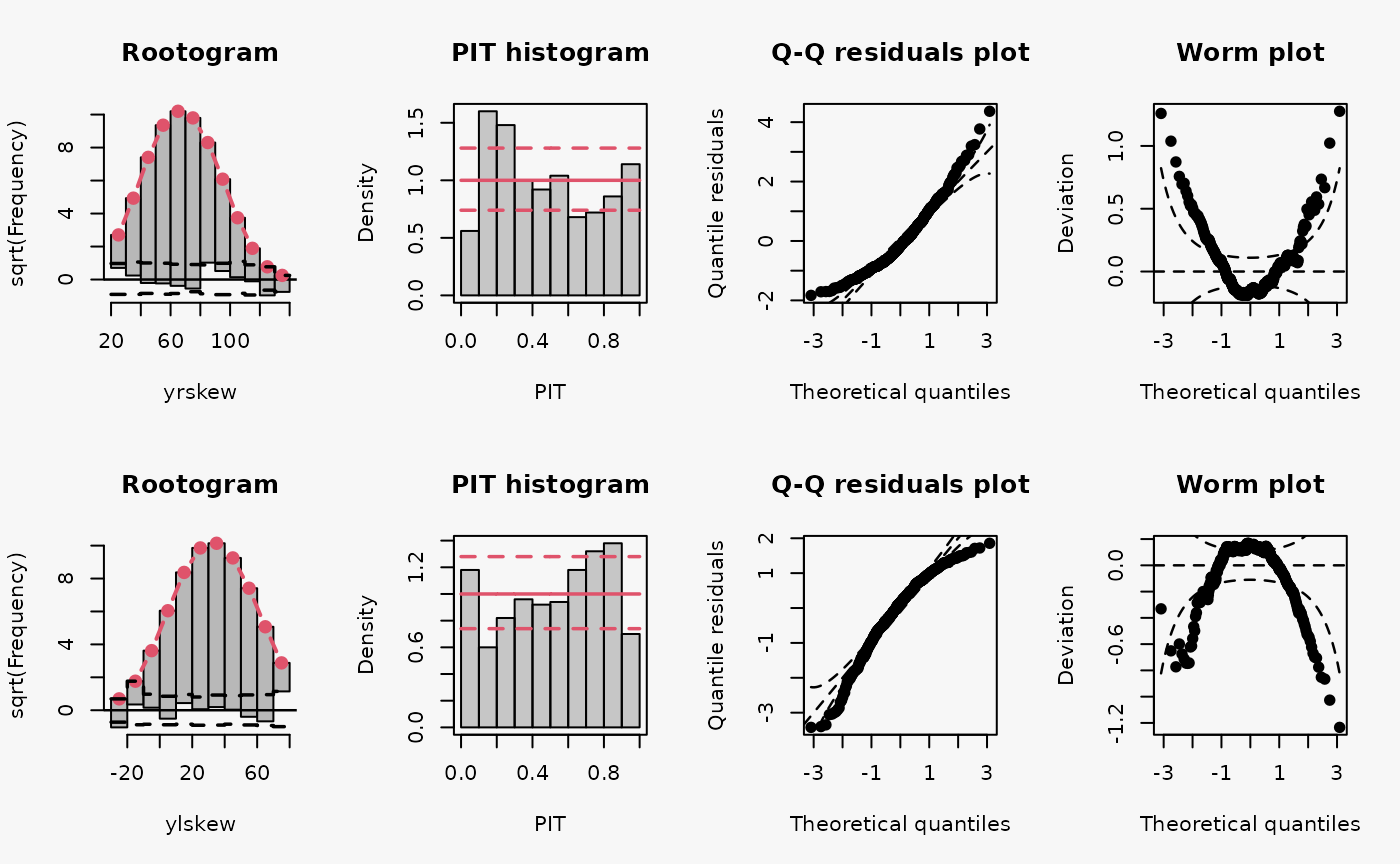 Rootogram
sqrt(Frequency)
0 4 8
20 60 100
yrskew
PIT histogram
Density
0.0 0.5 1.0 1.5
0.0 0.4 0.8
PIT
Q-Q residuals plot
Quantile residuals
-2 0 2 4
-3 -1 1 3
Theoretical quantiles
Worm plot
Deviation
0.0 0.5 1.0
-3 -1 1 3
Theoretical quantiles
Rootogram
sqrt(Frequency)
0 4 8
-20 20 60
ylskew
PIT histogram
Density
0.0 0.6 1.2
0.0 0.4 0.8
PIT
Q-Q residuals plot
Quantile residuals
-3 -1 1 2
-3 -1 1 3
Theoretical quantiles
Worm plot
Deviation
-1.2 -0.6 0.0
-3 -1 1 3
Theoretical quantiles